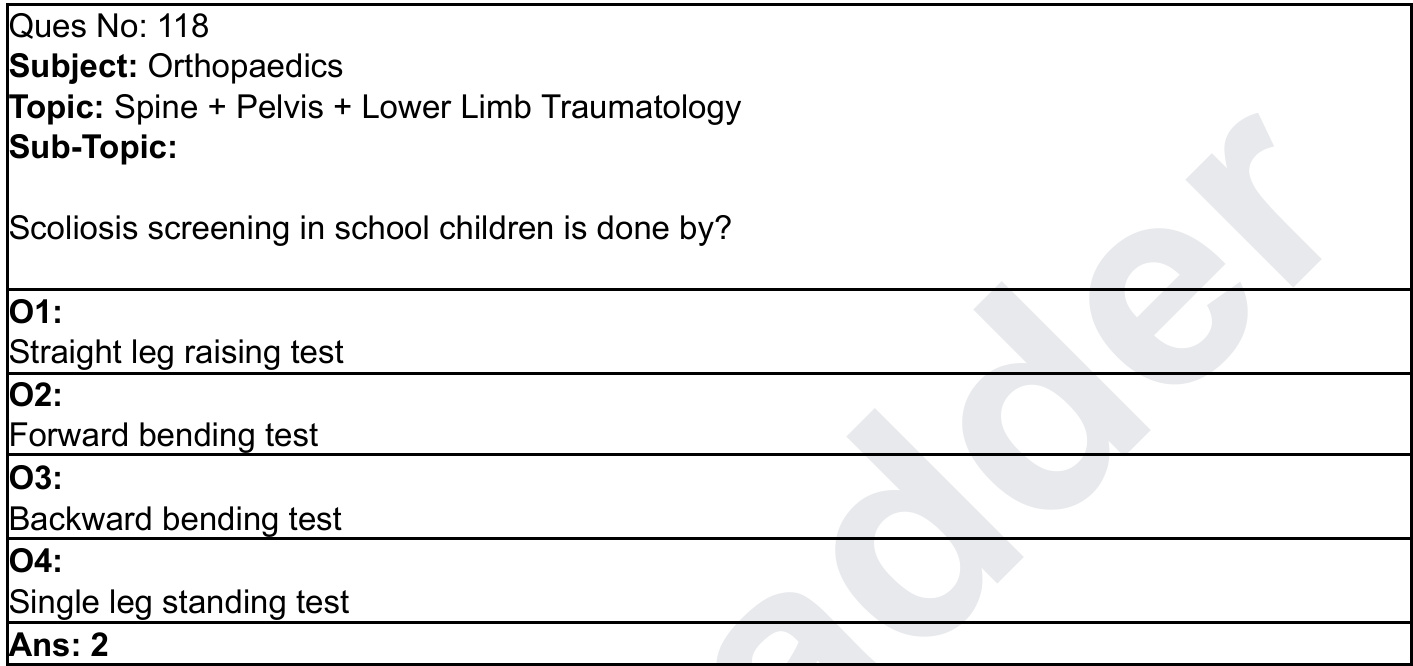 Ques No: 118
Subject: Orthopaedics
Topic: Spine + Pelvis + Lower Limb Traumatology
Sub-Topic:
Scoliosis screening in school children is done by?
O1:
Straight leg raising test
O2:
Forward bending test
O3:
Backward bending test
O4:
Single leg standing test
Ans: 2